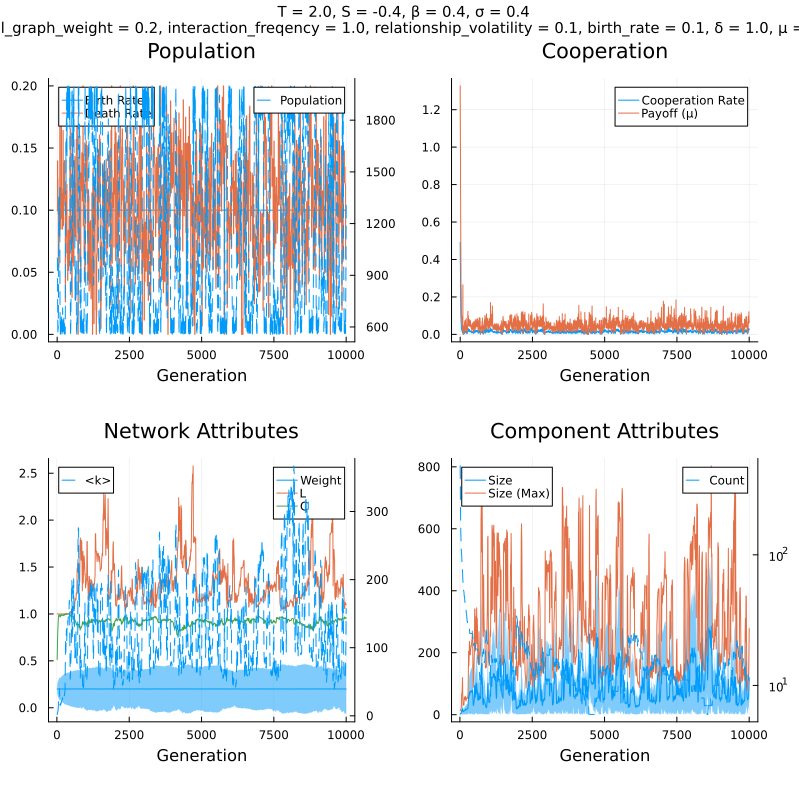 T = 2.0, S = -0.4, β = 0.4, σ = 0.4
l_graph_weight = 0.2, interaction_freqency = 1.0, relationship_volatility = 0.1, birth_rate = 0.1, δ = 1.0, μ =
Population
Cooperation
0.20
0.15
0.10
0.05
0.00
Birth Rate
Death Rate
Population
1800
1500
1200
900
600
0 2500 5000 7500 10000
Generation
1.2
1.0
0.8
0.6
0.4
0.2
0.0
Cooperation Rate
Payoff (μ)
0 2500 5000 7500 10000
Generation
Network Attributes
Component Attributes
2.5
2.0
1.5
1.0
0.5
0.0
<k>
Weight
L
C
300
200
100
0
0 2500 5000 7500 10000
Generation
800
600
400
200
0
Size
Size (Max)
Count
10²
10¹
0 2500 5000 7500 10000
Generation